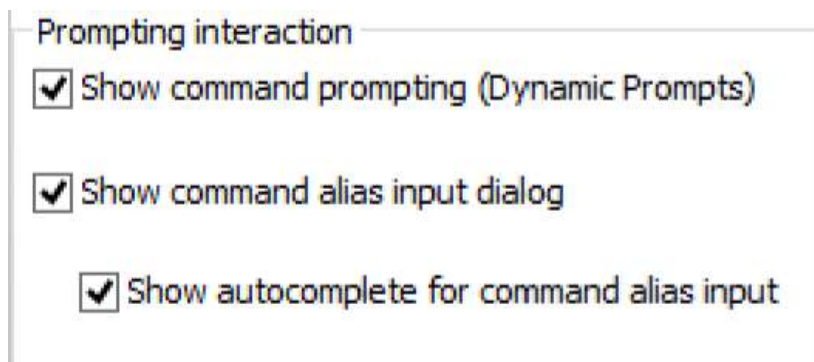 Prompting interaction
Show command prompting (Dynamic Prompts)
Show command alias input dialog
Show autocomplete for command alias input